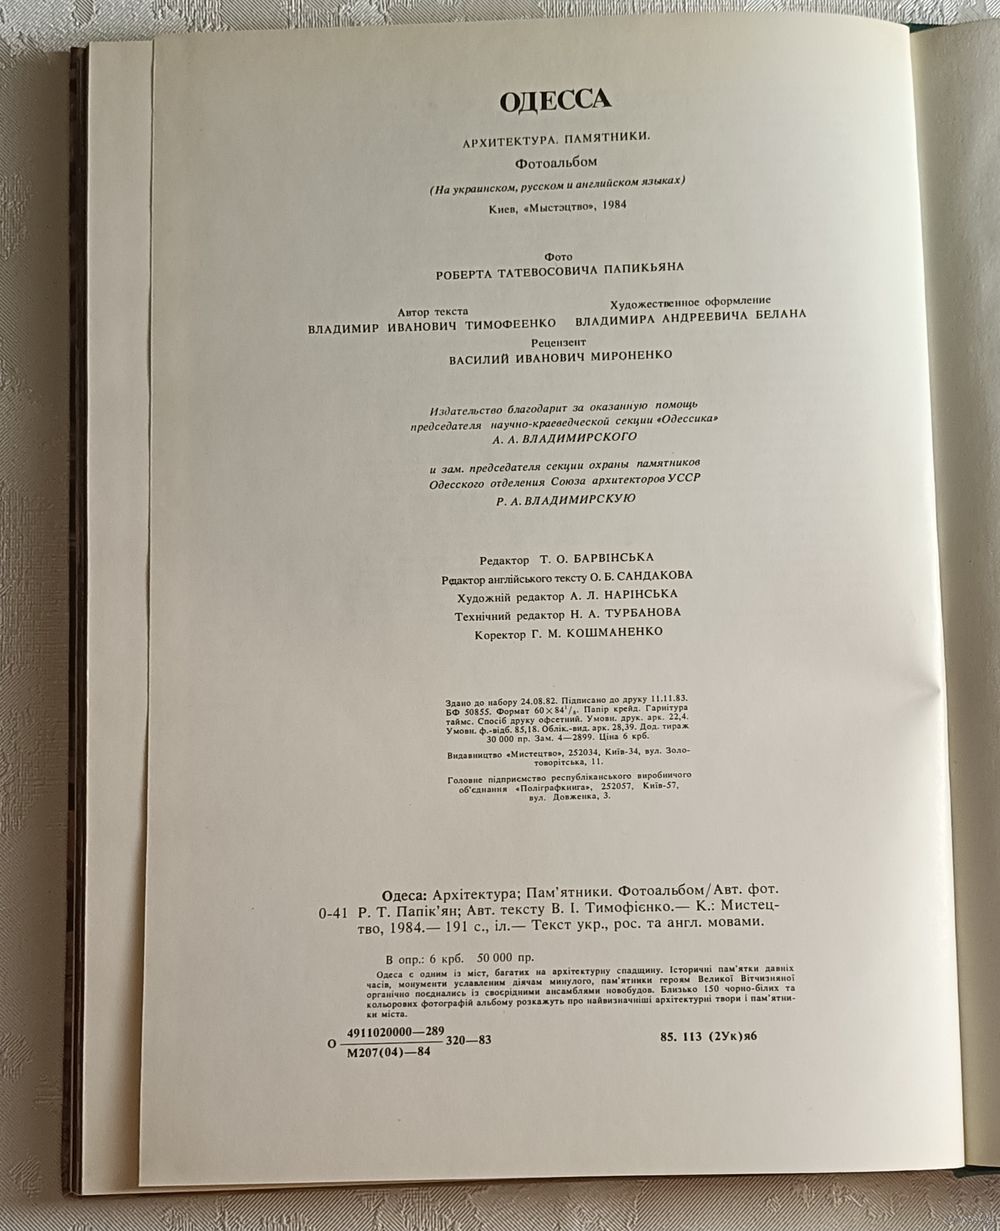 ОДЕССА
АРХИТЕКТУРА. ПАМЯТНИКИ.
Фотоальбом
(На украинском, русском и английском языках)
Киев, «Мыстэцтво», 1984
Фото
РОБЕРТА ТАТЕВОСОВИЧА ПАПИКЬЯНА
Автор текста
ВЛАДИМИР ИВАНОВИЧ ТИМОФЕЕНКО
Художественное оформление
ВЛАДИМИРА АНДРЕЕВИЧА БЕЛАНА
Рецензент
ВАСИЛИЙ ИВАНОВИЧ МИРОНЕНКО
Издательство благодарит за оказанную помощь
председателя научно-краеведческой секции «Одессика»
А. А. ВЛАДИМИРСКОГО
и зам. председателя секции охраны памятников
Одесского отделения Союза архитекторов УССР
Р. А. ВЛАДИМИРСКУЮ
Редактор Т. О. БАРВІНСЬКА
Редактор англійського тексту О. Б. САНДАКОВА
Художній редактор А. Л. НАРІНСЬКА
Технічний редактор Н. А. ТУРБАНОВА
Коректор Г. М. КОШМАНЕНКО
Здано до набору 24.08.82. Підписано до друку 11.11.83.
БФ 50855. Формат 60×84¹/₈. Папір крейд. Гарнітура
таймс. Спосіб друку офсетний. Умовн. друк. арк. 22,4.
Умовн. ф.-відб. 85,18. Облік.-вид. арк. 28,39. Дод. тираж
30 000 пр. Зам. 4—2899. Ціна 6 крб.
Видавництво «Мистецтво», 252034, Київ-34, вул. Золо-
товорітська, 11.
Головне підприємство республіканського виробничого
об'єднання «Поліграфкнига», 252057, Київ-57,
вул. Довженка, 3.
Одеса: Архітектура; Пам'ятники. Фотоальбом/Авт. фот.
0-41 Р. Т. Папік'ян; Авт. тексту В. І. Тимофієнко.— К.: Мистец-
тво, 1984.— 191 с., іл.— Текст укр., рос. та англ. мовами.
В опр.: 6 крб. 50 000 пр.
Одеса є одним із міст, багатих на архітектурну спадщину. Історичні пам'ятки давніх
часів, монументи уславленим діячам минулого, пам'ятники героям Великої Вітчизняної
органічно поєднались із своєрідними ансамблями новобудов. Близько 150 чорно-білих та
кольорових фотографій альбому розкажуть про найвизначніші архітектурні твори і пам'ятни-
ки міста.
О 4911020000—289
М207(04)—84
320—83
85. 113 (2Ук)я6